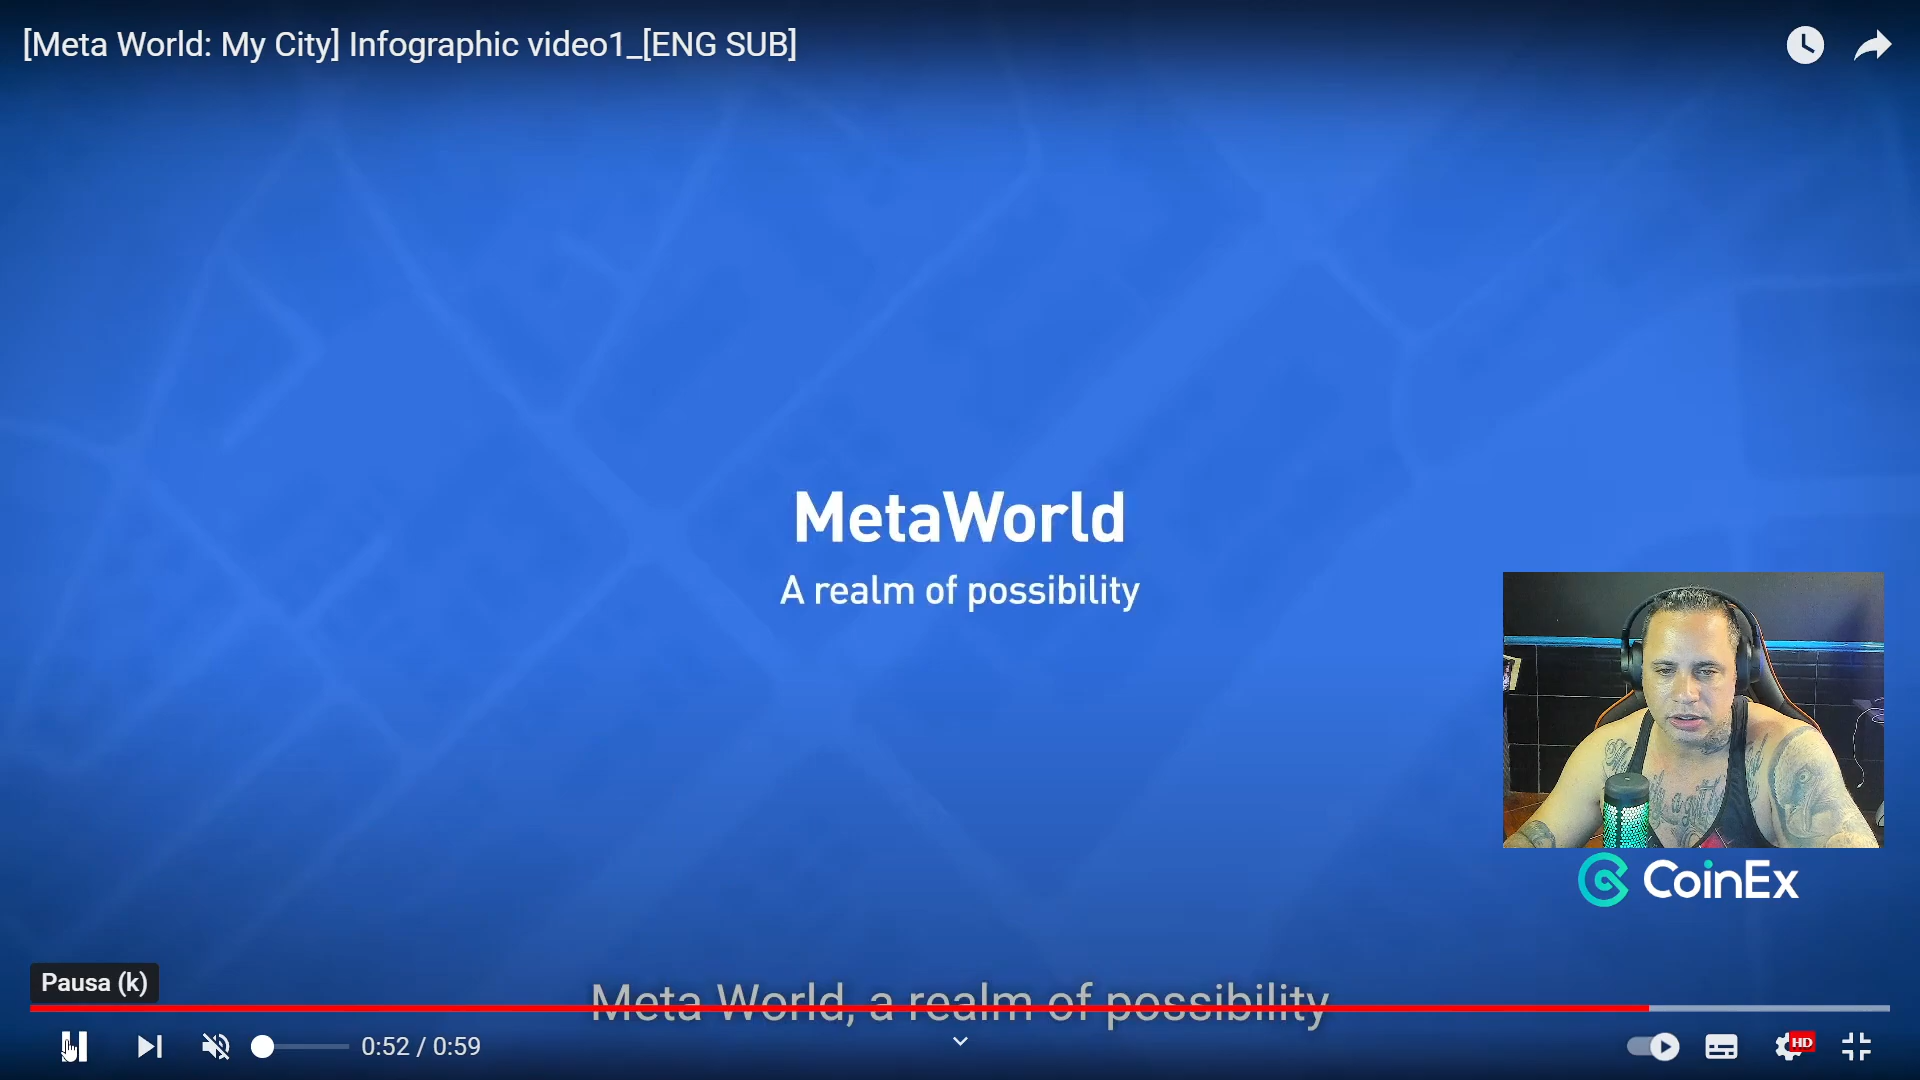 [Meta World: My City] Infographic video1_[ENG SUB]
MetaWorld
A realm of possibility
CoinEx
Pausa (k)
Meta World, a realm of possibility
0:52 / 0:59
HD